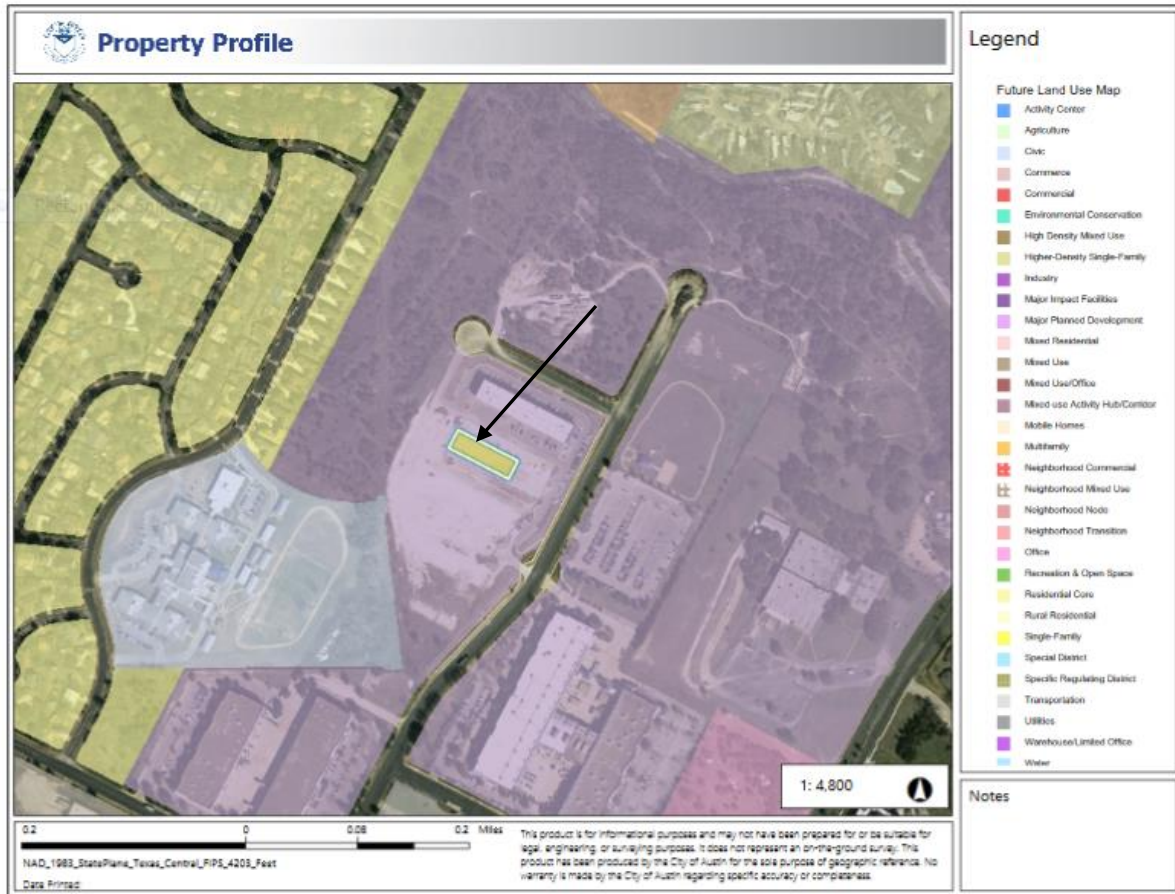 Property Profile
Legend
Future Land Use Map
Activity Center
Agriculture
Civic
Commerce
Commercial
Environmental Conservation
High Density Mixed Use
Higher-Density Single-Family
Industry
Major Impact Facilities
Major Planned Development
Mixed Residential
Mixed Use
Mixed Use/Office
Mixed use Activity Hub/Corridor
Mobile Homes
Multifamily
Neighborhood Commercial
Neighborhood Mixed Use
Neighborhood Node
Neighborhood Transition
Office
Recreation & Open Space
Residential Core
Rural Residential
Single-Family
Special District
Specific Regulating District
Transportation
Utilities
Warehouse/Limited Office
Water
1: 4,800
Notes
0.2 0 0.08 0.2 Miles
NAD_1983_StatePlane_Texas_Central_FIPS_4203_Feet
Date Printed:
This product is for informational purposes and may not have been prepared for or be suitable for
legal, engineering, or surveying purposes. It does not represent an on-the-ground survey. This
product has been produced by the City of Austin for the sole purpose of geographic reference. No
warranty is made by the City of Austin regarding specific accuracy or completeness.